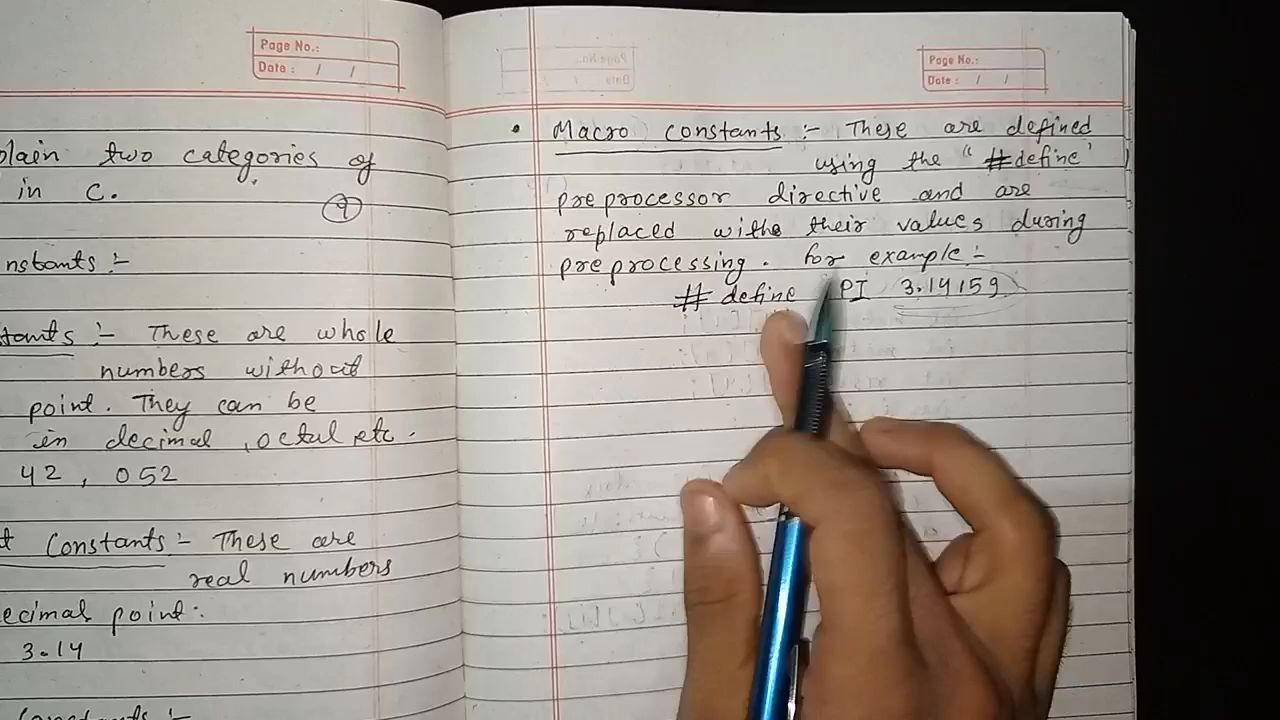 Page No.:
Date : / /
plain two categories of
in C.
9
nstants :-
tants :- These are whole
numbers without
point. They can be
in decimal , octal etc.
42 , 052
t Constants :- These are
real numbers
ecimal point.
3.14
Constants :-
Page No.:
Date : / /
• Macro constants :- These are defined
using the "#define'
preprocessor directive and are
replaced withe their values during
preprocessing. for example :-
# define PI 3.14159